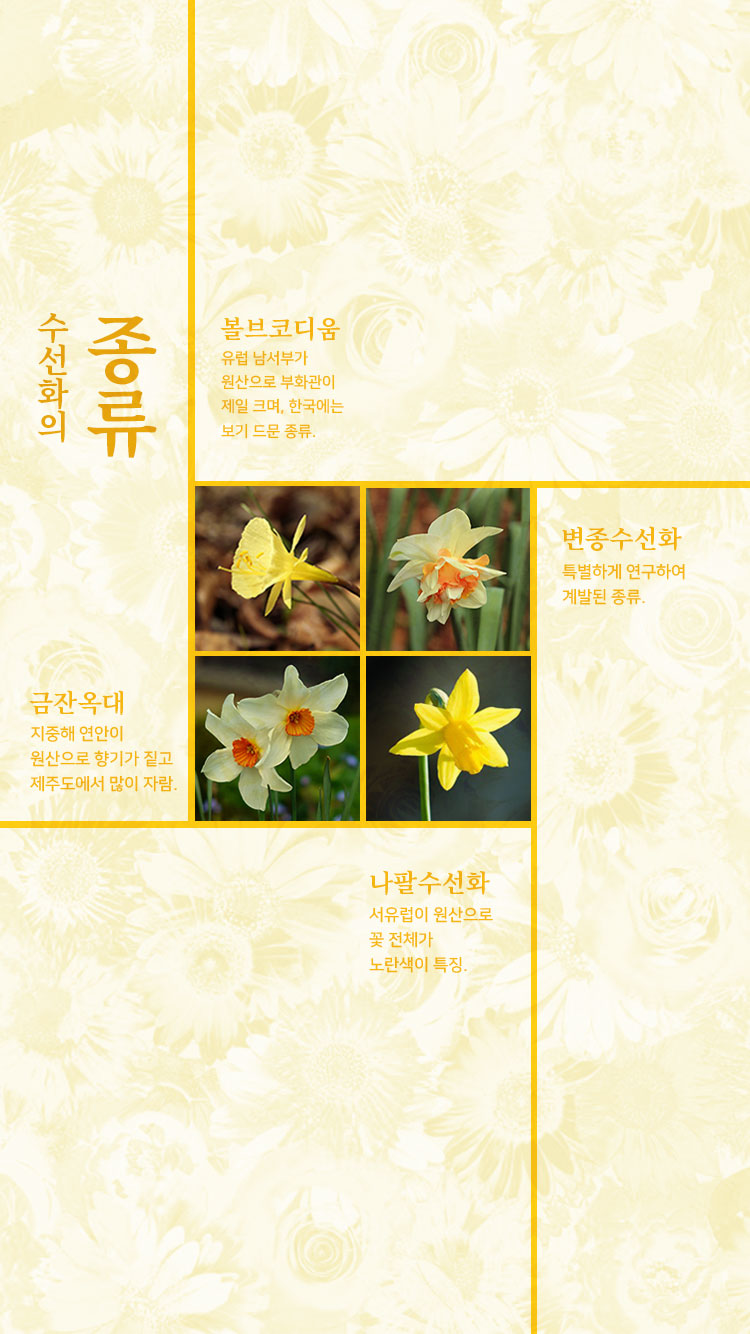 수선화의
종류
볼브코디움
유럽 남서부가
원산으로 부화관이
제일 크며, 한국에는
보기 드문 종류.
변종수선화
특별하게 연구하여
계발된 종류.
금잔옥대
지중해 연안이
원산으로 향기가 짙고
제주도에서 많이 자람.
나팔수선화
서유럽이 원산으로
꽃 전체가
노란색이 특징.